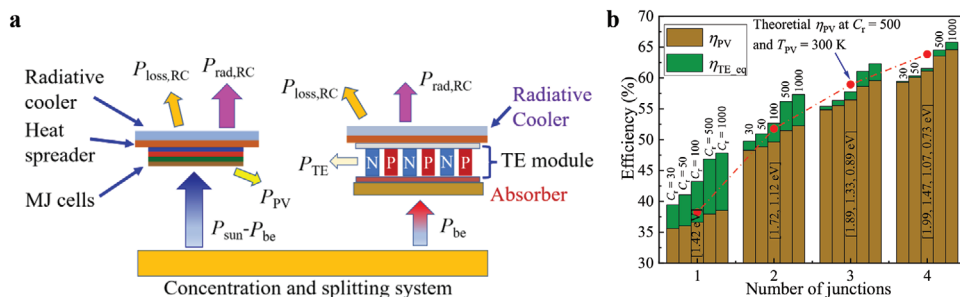 a
P_loss,RC
P_rad,RC
Radiative
cooler
Heat
spreader
MJ cells
P_PV
P_sun-P_be
P_loss,RC
P_rad,RC
Radiative
Cooler
P_TE
N P N P N P
TE module
Absorber
P_be
Concentration and splitting system
b
Theoretial η_PV at C_r = 500
and T_PV = 300 K
η_PV
η_TE_eq
Efficiency (%)
70
65
60
55
50
45
40
35
30
C_r = 30
C_r = 50
C_r = 100
C_r = 500
C_r = 1000
30
50
100
500
1000
30
50
500
1000
[1.42 eV]
[1.72, 1.12 eV]
[1.89, 1.33, 0.89 eV]
[1.99, 1.47, 1.07, 0.73 eV]
1 2 3 4
Number of junctions